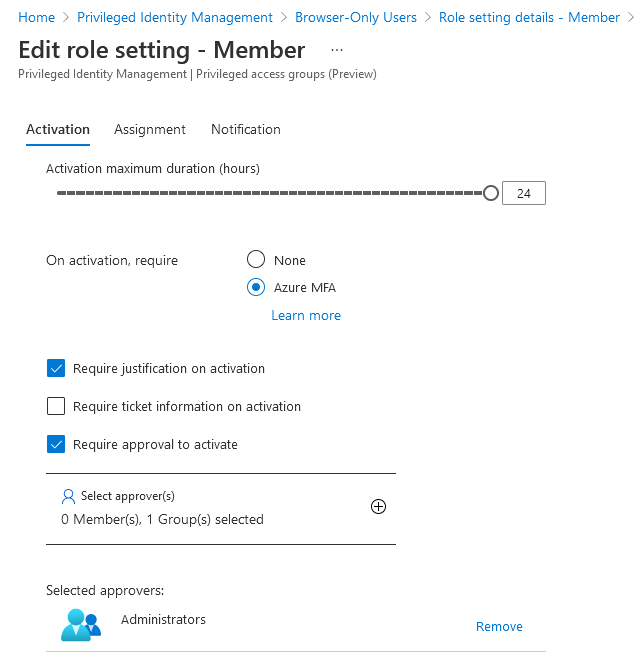 Home > Privileged Identity Management > Browser-Only Users > Role setting details - Member >
Edit role setting - Member ...
Privileged Identity Management | Privileged access groups (Preview)
Activation Assignment Notification
Activation maximum duration (hours)
24
On activation, require
None
Azure MFA
Learn more
Require justification on activation
Require ticket information on activation
Require approval to activate
Select approver(s)
0 Member(s), 1 Group(s) selected
Selected approvers:
Administrators
Remove